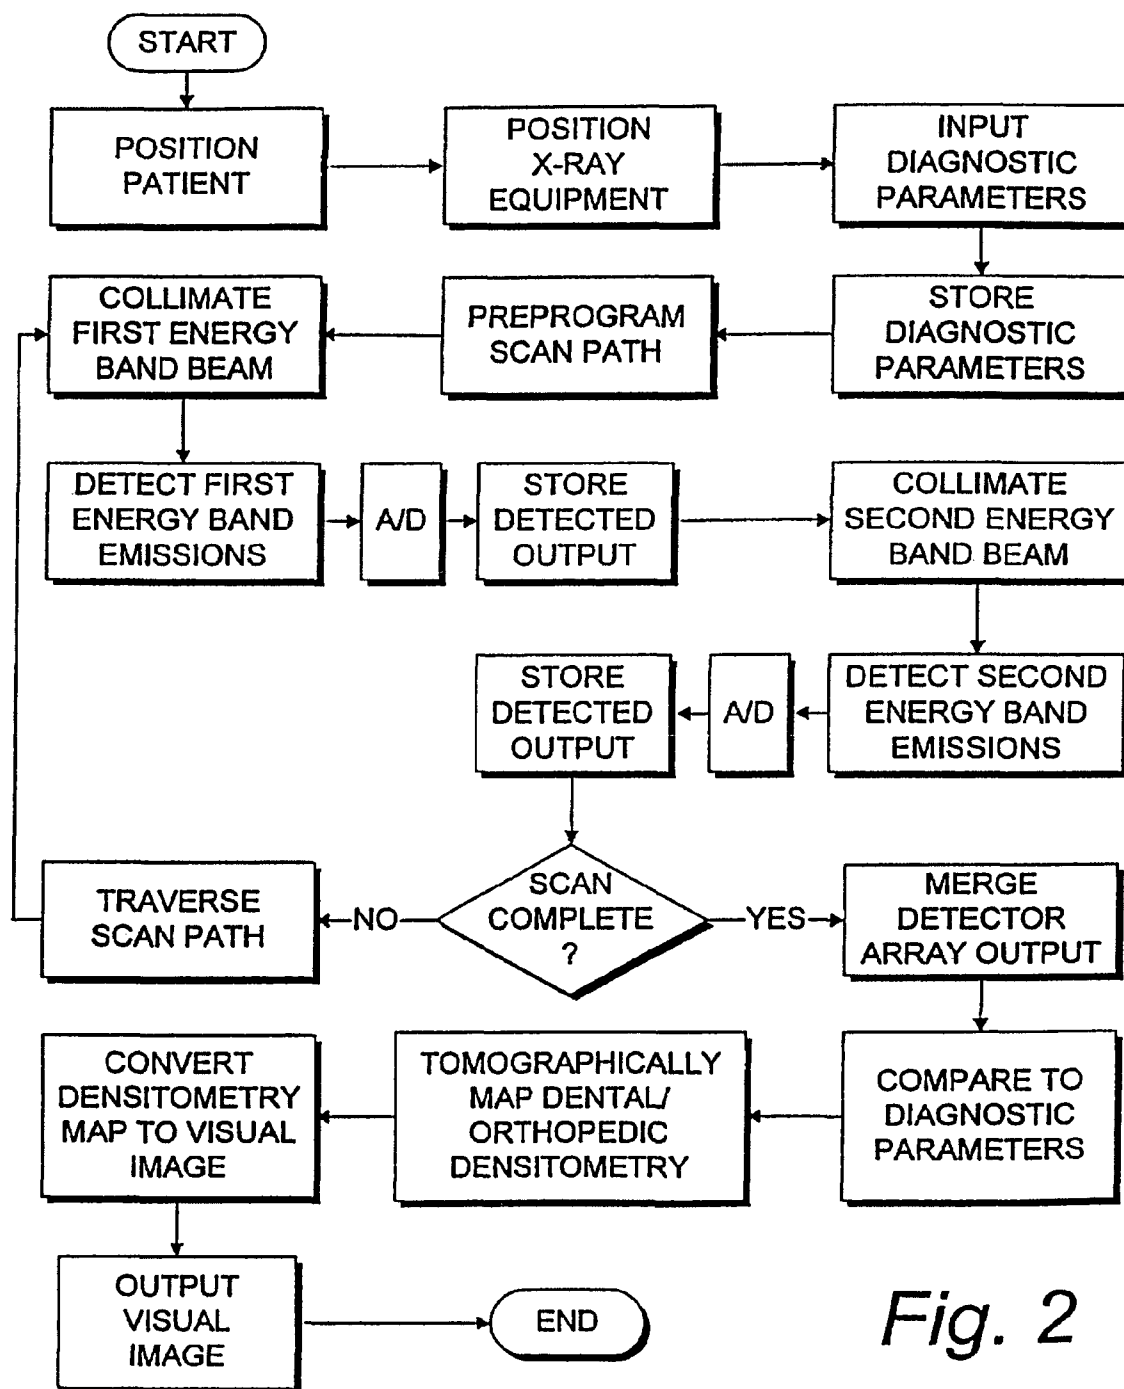 START
POSITION
PATIENT
POSITION
X-RAY
EQUIPMENT
INPUT
DIAGNOSTIC
PARAMETERS
COLLIMATE
FIRST ENERGY
BAND BEAM
PREPROGRAM
SCAN PATH
STORE
DIAGNOSTIC
PARAMETERS
DETECT FIRST
ENERGY BAND
EMISSIONS
A/D
STORE
DETECTED
OUTPUT
COLLIMATE
SECOND ENERGY
BAND BEAM
STORE
DETECTED
OUTPUT
A/D
DETECT SECOND
ENERGY BAND
EMISSIONS
TRAVERSE
SCAN PATH
NO
SCAN
COMPLETE
?
YES
MERGE
DETECTOR
ARRAY OUTPUT
CONVERT
DENSITOMETRY
MAP TO VISUAL
IMAGE
TOMOGRAPHICALLY
MAP DENTAL/
ORTHOPEDIC
DENSITOMETRY
COMPARE TO
DIAGNOSTIC
PARAMETERS
OUTPUT
VISUAL
IMAGE
END
Fig. 2